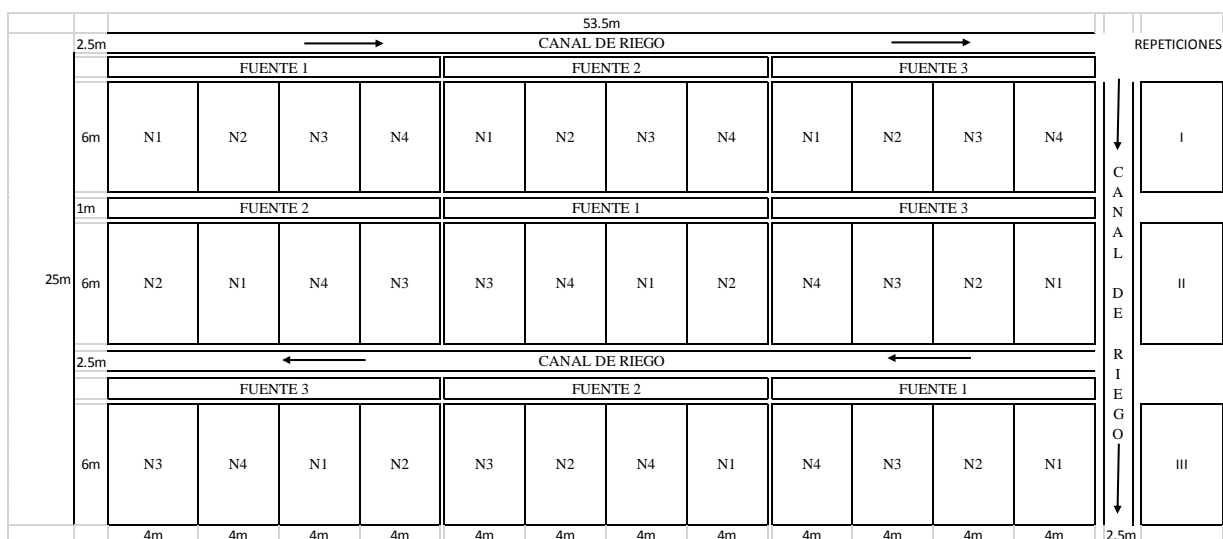 53.5m
2.5m CANAL DE RIEGO REPETICIONES
FUENTE 1 FUENTE 2 FUENTE 3
6m N1 N2 N3 N4 N1 N2 N3 N4 N1 N2 N3 N4 I
1m FUENTE 2 FUENTE 1 FUENTE 3
25m 6m N2 N1 N4 N3 N3 N4 N1 N2 N4 N3 N2 N1 II
2.5m CANAL DE RIEGO
FUENTE 3 FUENTE 2 FUENTE 1
6m N3 N4 N1 N2 N3 N2 N4 N1 N4 N3 N2 N1 III
4m 4m 4m 4m 4m 4m 4m 4m 4m 4m 4m 4m 2.5m
CANAL DE RIEGO